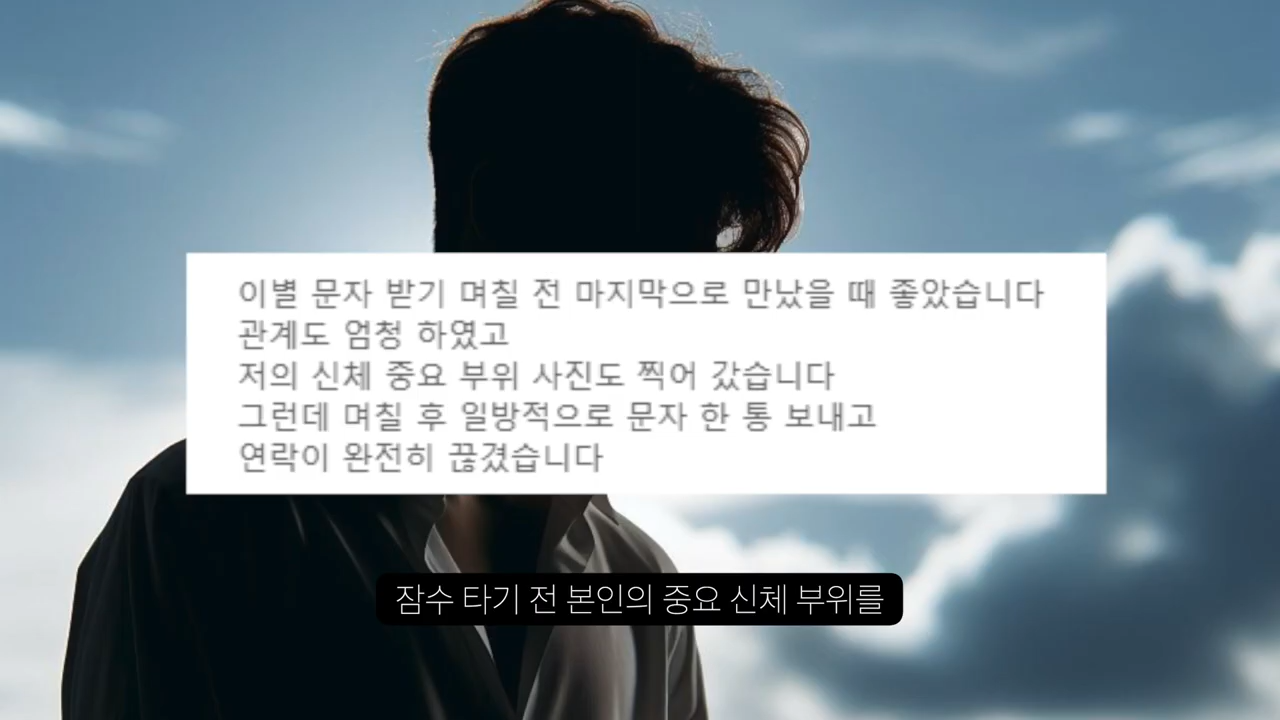 이별 문자 받기 며칠 전 마지막으로 만났을 때 좋았습니다
관계도 엄청 하였고
저의 신체 중요 부위 사진도 찍어 갔습니다
그런데 며칠 후 일방적으로 문자 한 통 보내고
연락이 완전히 끊겼습니다
잠수 타기 전 본인의 중요 신체 부위를